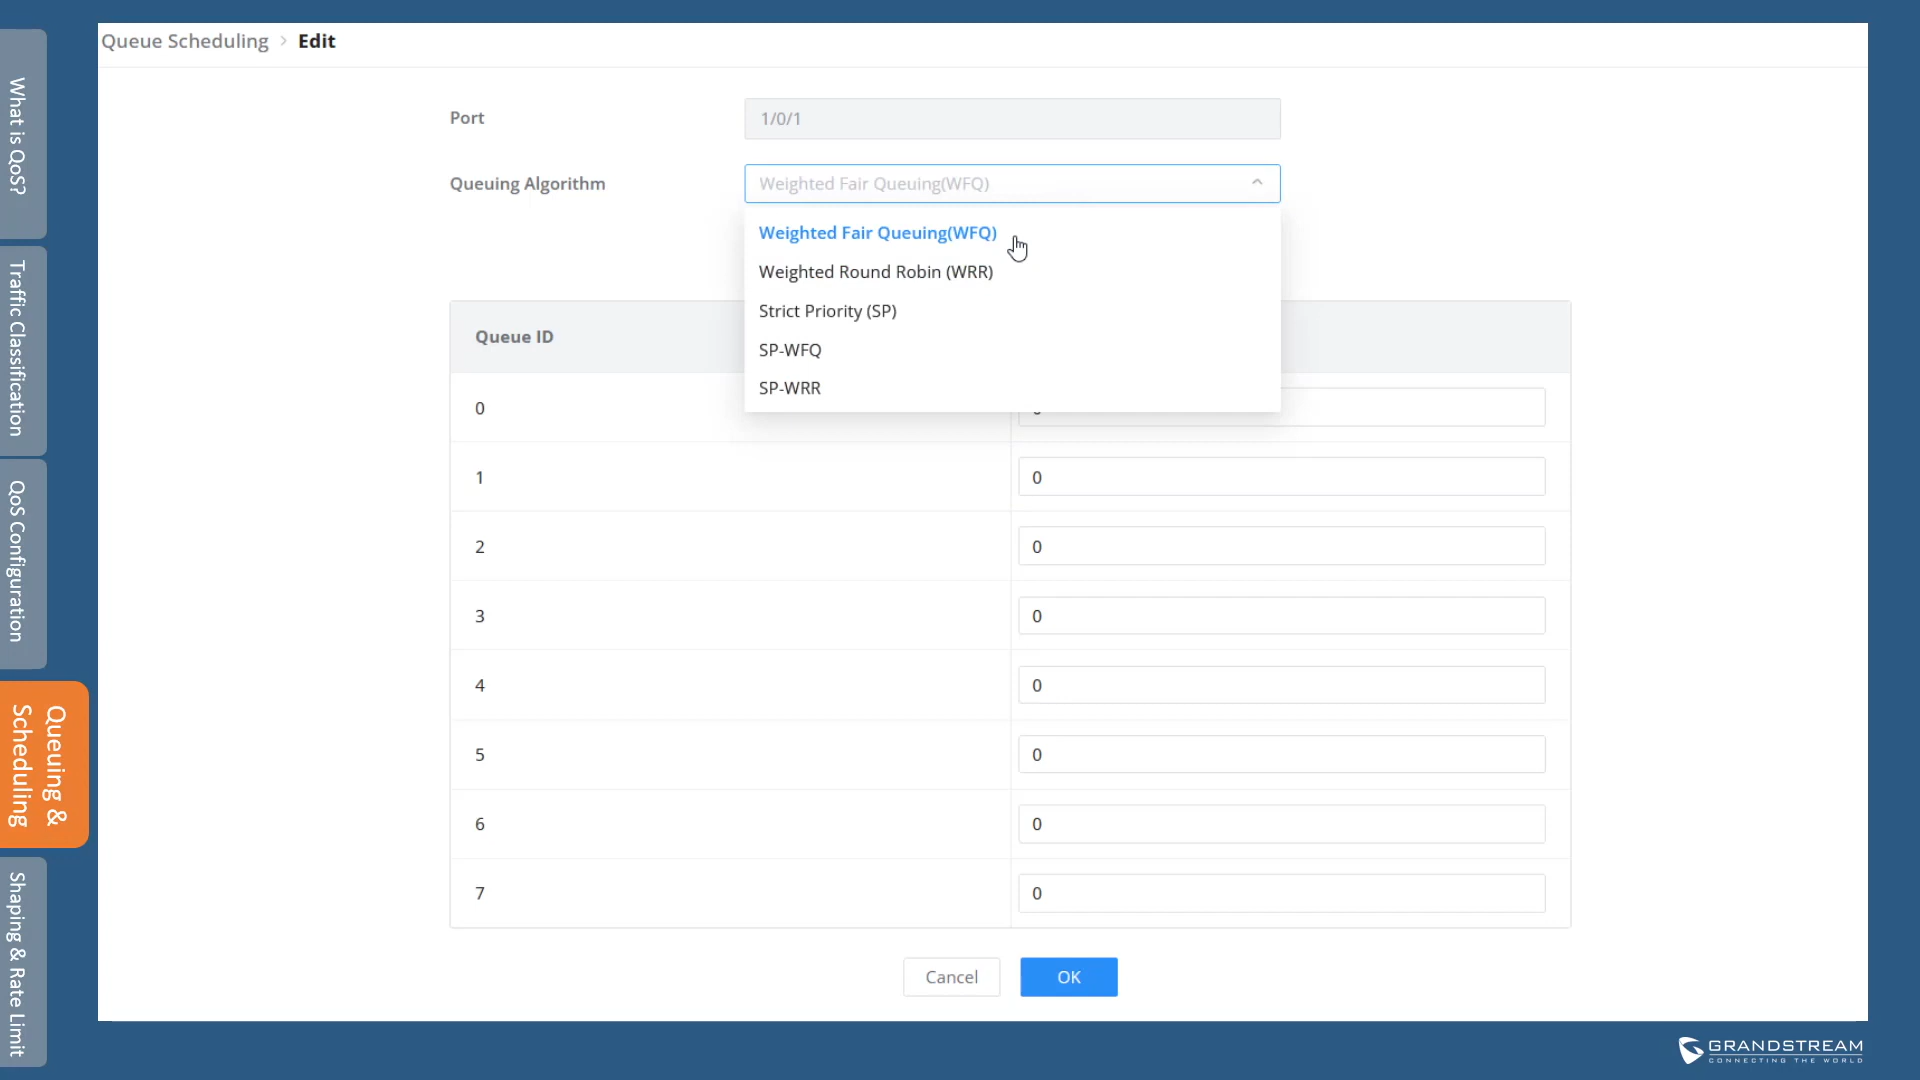 Queue Scheduling > Edit
Port
1/0/1
Queuing Algorithm
Weighted Fair Queuing(WFQ)
Weighted Fair Queuing(WFQ)
Weighted Round Robin (WRR)
Strict Priority (SP)
SP-WFQ
SP-WRR
Queue ID
0
1
0
2
0
3
0
4
0
5
0
6
0
7
0
Cancel
OK
What is QoS?
Traffic Classification
QoS Configuration
Queuing &
Scheduling
Shaping & Rate Limit
GRANDSTREAM
CONNECTING THE WORLD